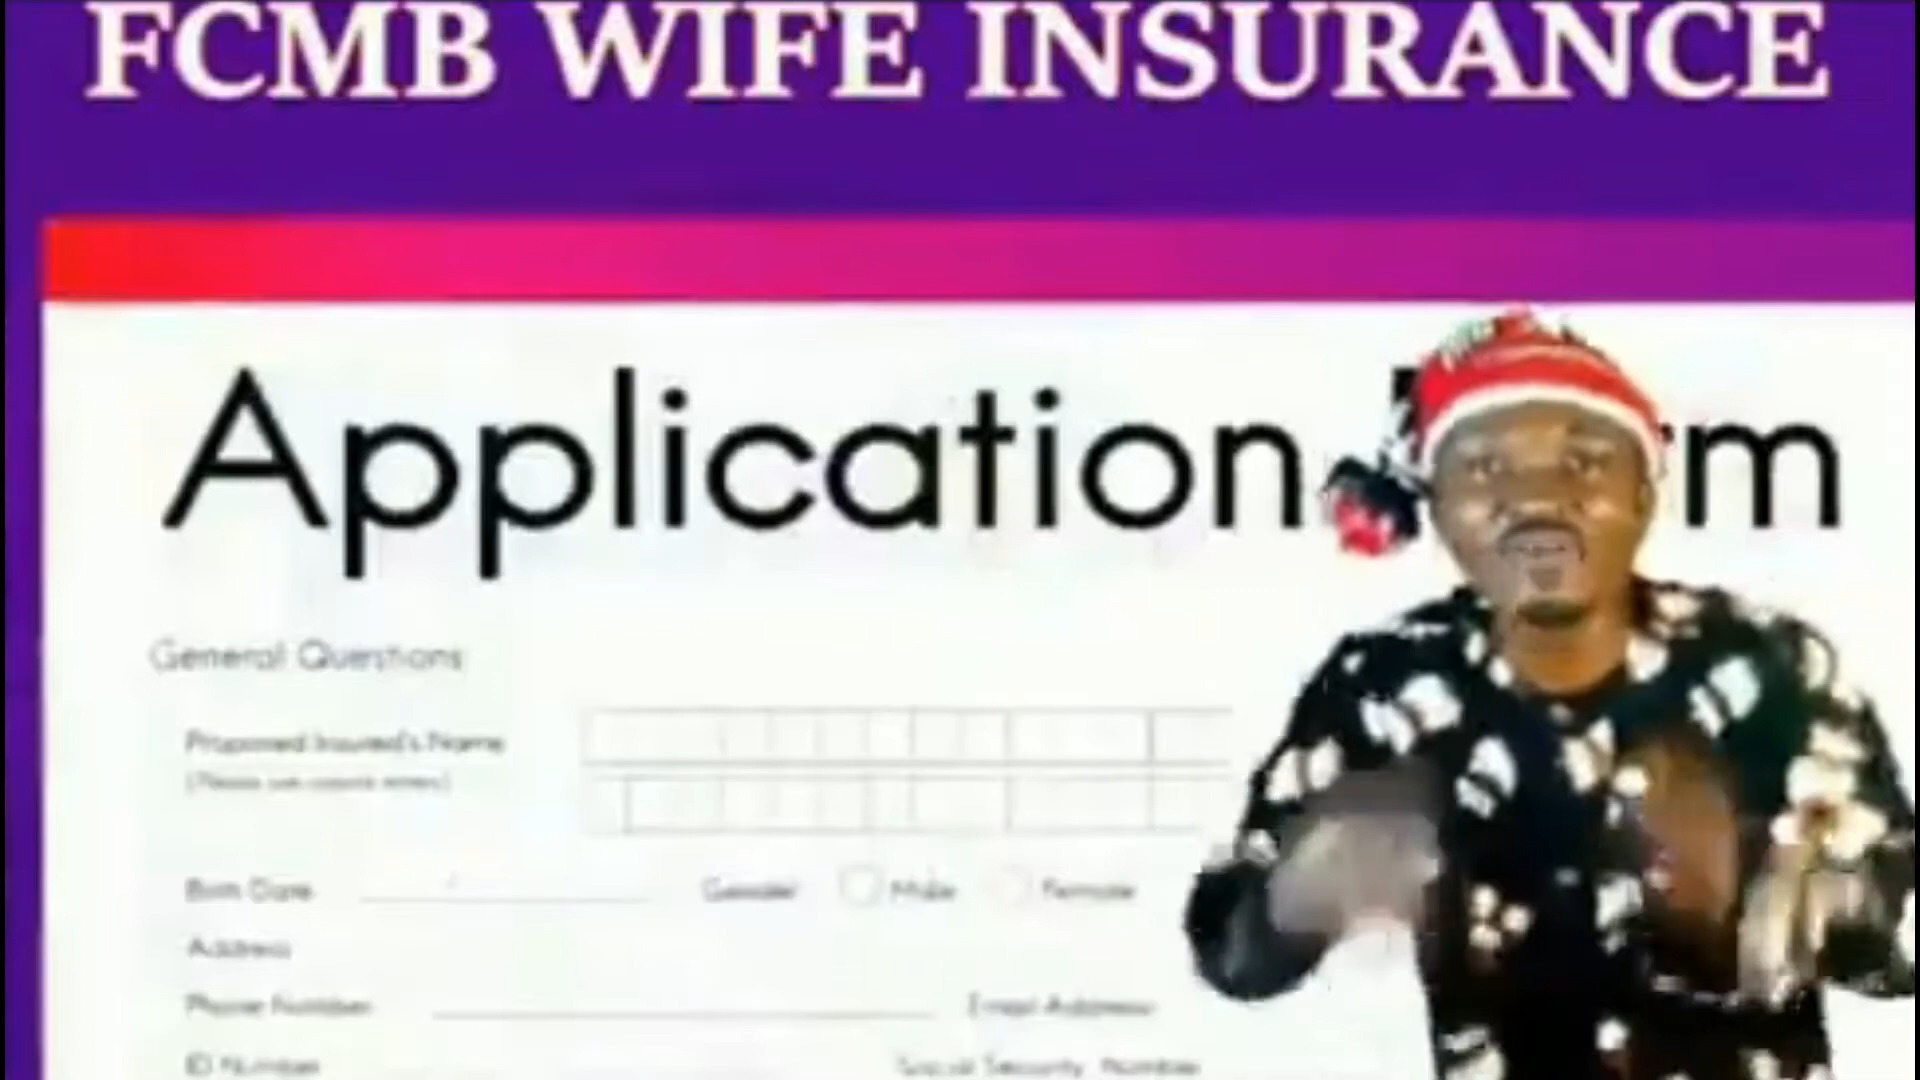 FCMB WIFE INSURANCE
Application m
General Questions
Proposed Insured's Name
Birth Date Gender Male Female
Address
Phone Number Email Address
ID Number Social Security Number